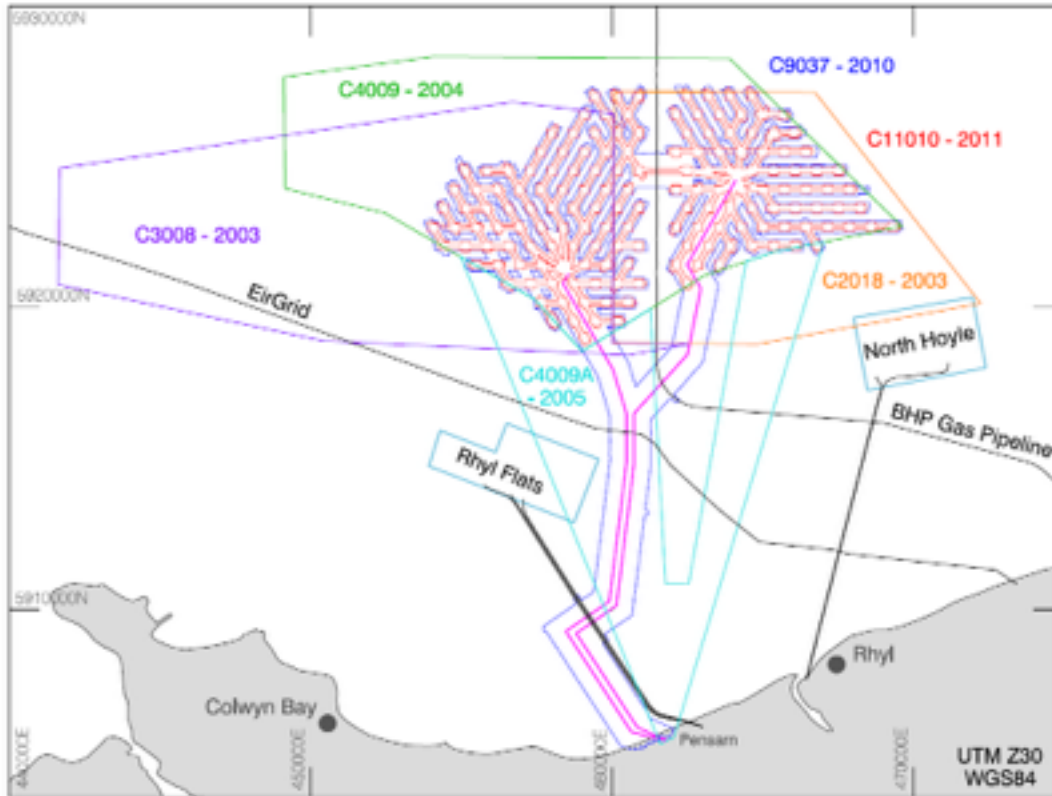 5930000N
C9037 - 2010
C4009 - 2004
C11010 - 2011
C3008 - 2003
C2018 - 2003
EirGrid
5920000N
North Hoyle
C4009A
- 2005
BHP Gas Pipeline
Rhyl Flats
5910000N
Rhyl
Colwyn Bay
Pensarn
440000E
450000E
460000E
470000E
UTM Z30
WGS84